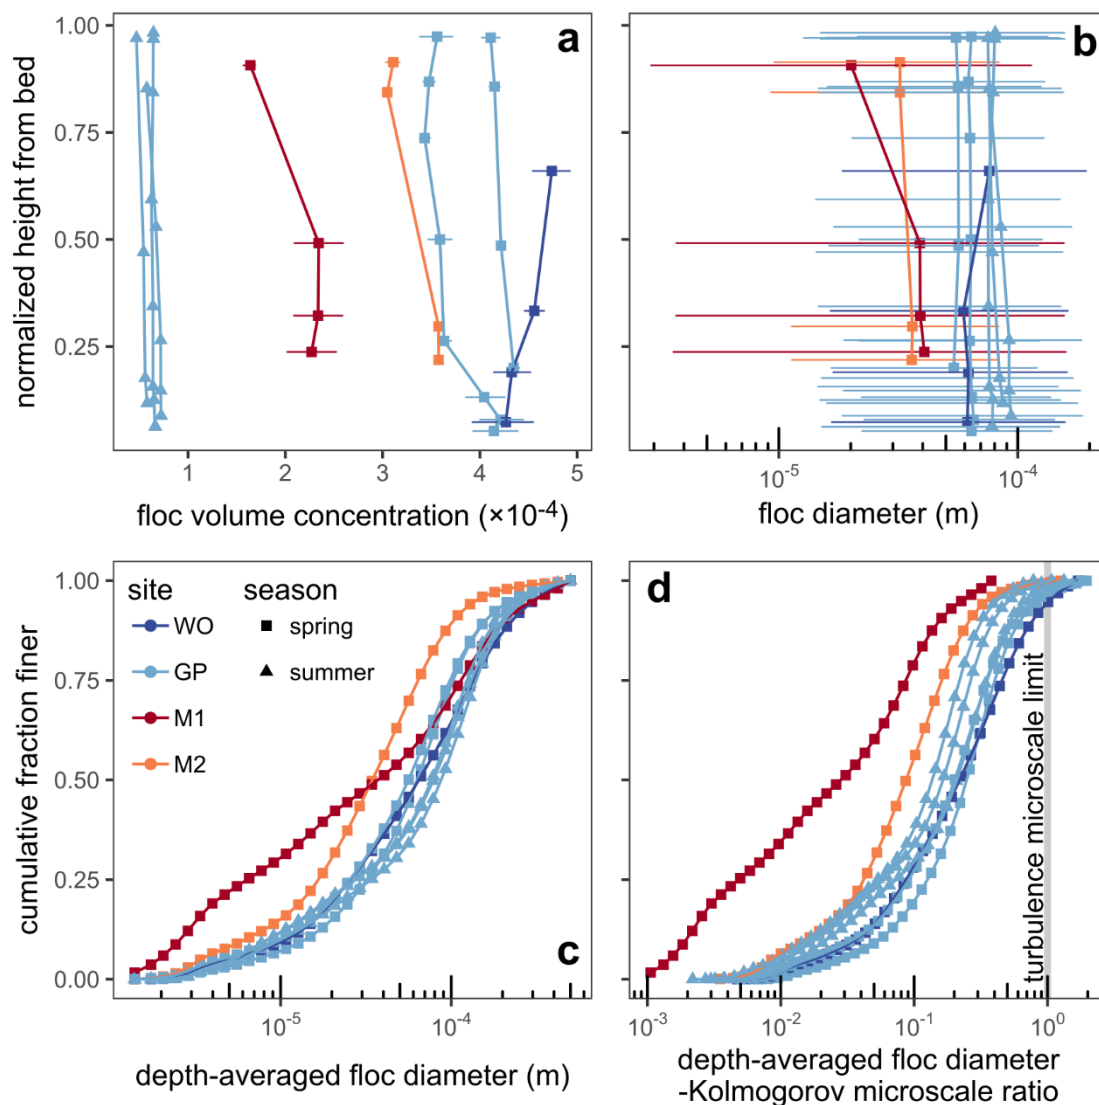 a
b
1.00
0.75
0.50
0.25
normalized height from bed
1
2
3
4
5
floc volume concentration (×10⁻⁴)
10⁻⁵
10⁻⁴
floc diameter (m)
site
season
WO
GP
M1
M2
spring
summer
c
1.00
0.75
0.50
0.25
0.00
cumulative fraction finer
10⁻⁵
10⁻⁴
depth-averaged floc diameter (m)
d
turbulence microscale limit
10⁻³
10⁻²
10⁻¹
10⁰
depth-averaged floc diameter
-Kolmogorov microscale ratio